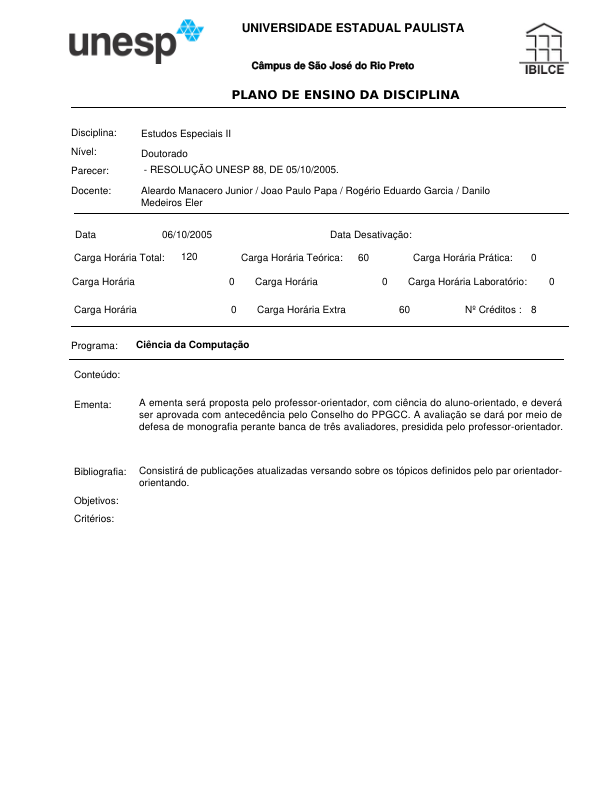 unesp
UNIVERSIDADE ESTADUAL PAULISTA
Câmpus de São José do Rio Preto
IBILCE
PLANO DE ENSINO DA DISCIPLINA
Disciplina: Estudos Especiais II
Nível: Doutorado
Parecer: - RESOLUÇÃO UNESP 88, DE 05/10/2005.
Docente: Aleardo Manacero Junior / Joao Paulo Papa / Rogério Eduardo Garcia / Danilo
Medeiros Eler
Data 06/10/2005 Data Desativação:
Carga Horária Total: 120 Carga Horária Teórica: 60 Carga Horária Prática: 0
Carga Horária 0 Carga Horária 0 Carga Horária Laboratório: 0
Carga Horária 0 Carga Horária Extra 60 Nº Créditos : 8
Programa: Ciência da Computação
Conteúdo:
Ementa: A ementa será proposta pelo professor-orientador, com ciência do aluno-orientado, e deverá
ser aprovada com antecedência pelo Conselho do PPGCC. A avaliação se dará por meio de
defesa de monografia perante banca de três avaliadores, presidida pelo professor-orientador.
Bibliografia: Consistirá de publicações atualizadas versando sobre os tópicos definidos pelo par orientador-
orientando.
Objetivos:
Critérios: